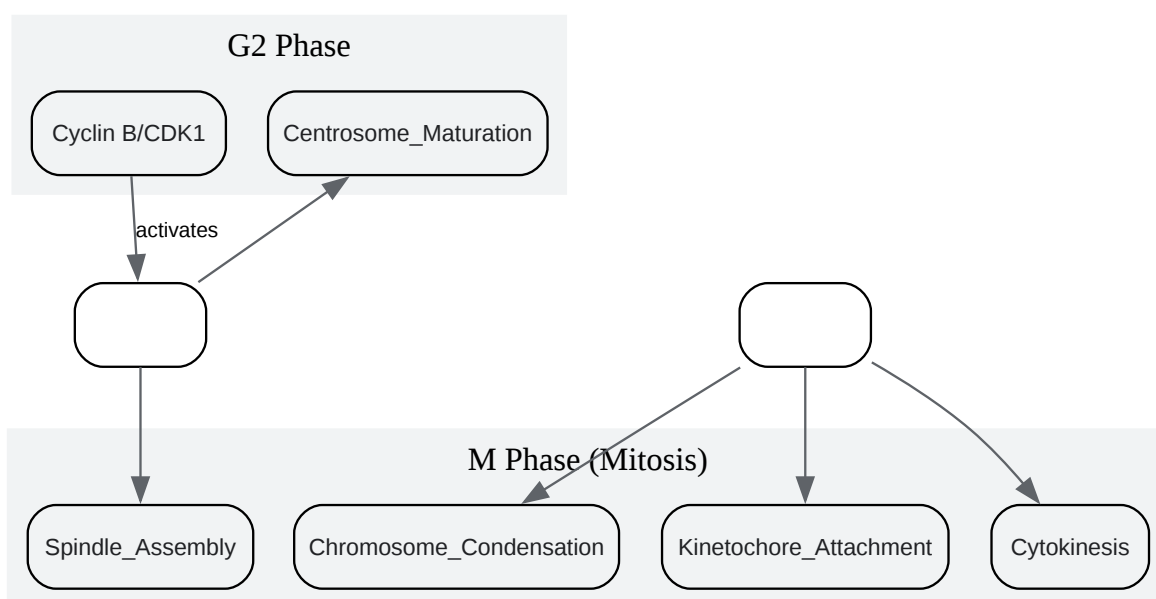 G2 Phase
Cyclin B/CDK1
Centrosome_Maturation
activates
M Phase (Mitosis)
Spindle_Assembly
Chromosome_Condensation
Kinetochore_Attachment
Cytokinesis